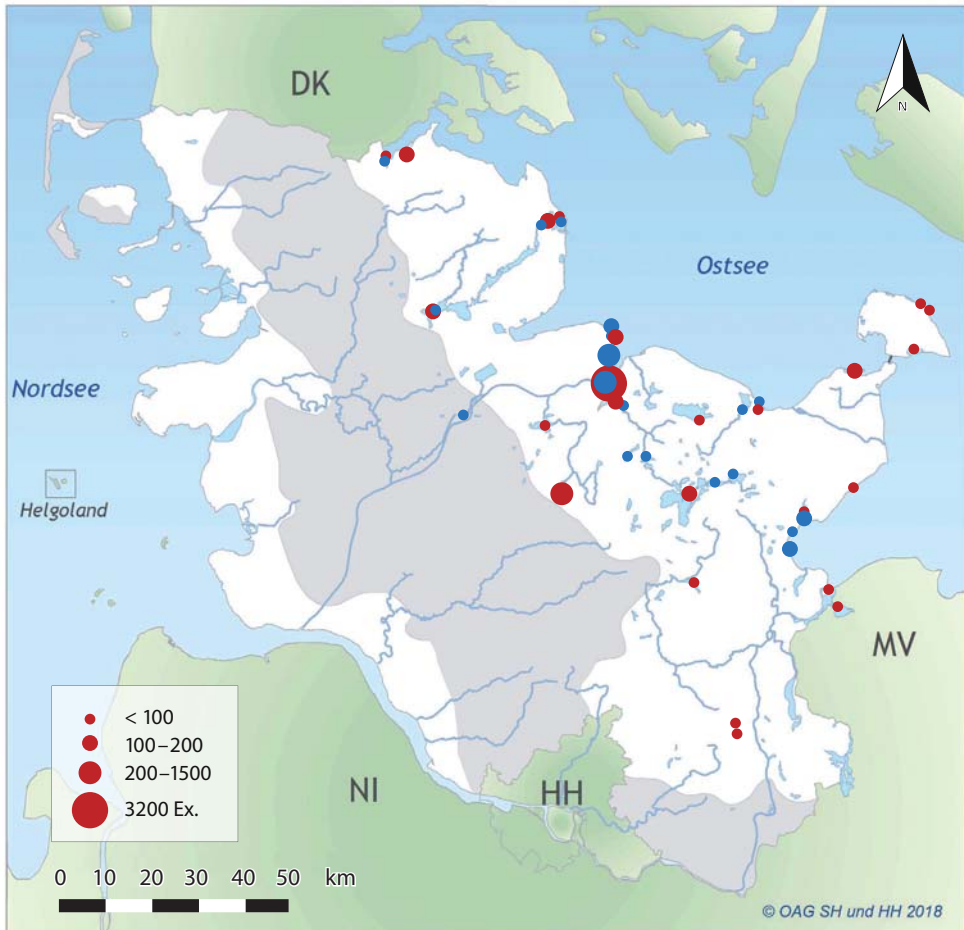 DK
N
Ostsee
Nordsee
Helgoland
MV
< 100
100–200
200–1500
3200 Ex.
NI
HH
0 10 20 30 40 50 km
© OAG SH und HH 2018